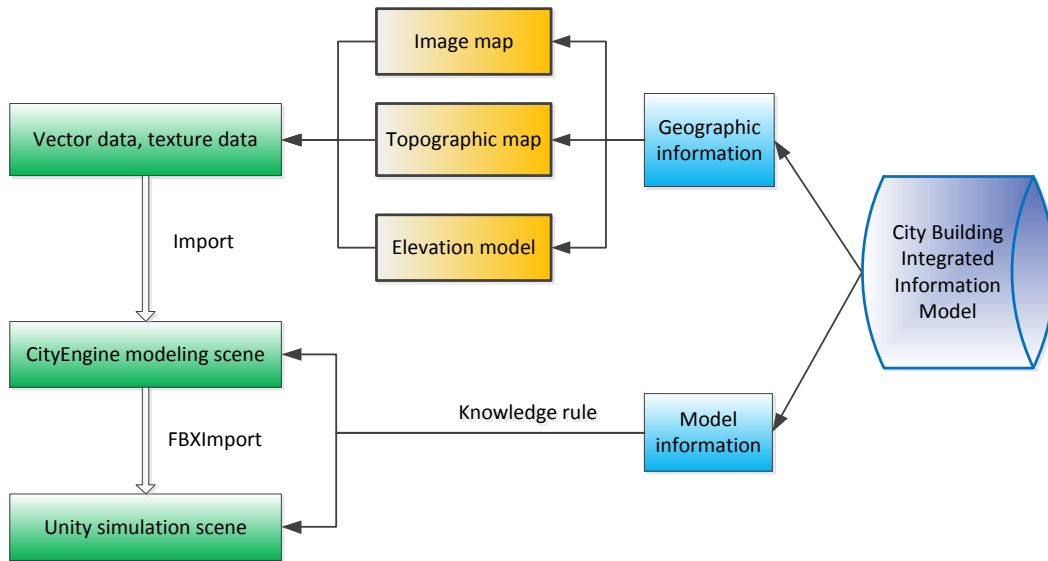 Image map
Vector data, texture data
Topographic map
Geographic
information
Elevation model
City Building
Integrated
Information
Model
Import
CityEngine modeling scene
Knowledge rule
Model
information
FBXImport
Unity simulation scene